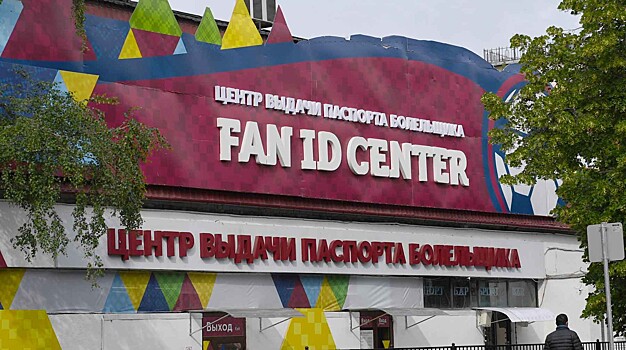 ЦЕНТР ВЫДАЧИ ПАСПОРТА БОЛЕЛЬЩИКА
FAN ID CENTER
ЦЕНТР ВЫДАЧИ ПАСПОРТА БОЛЕЛЬЩИКА
ВЫХОД